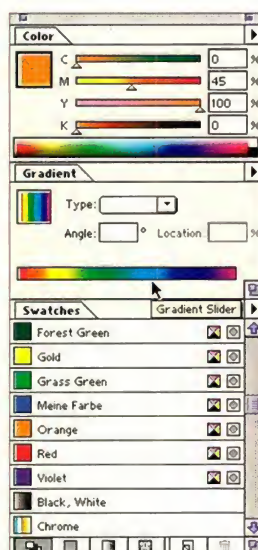 Color
C 0 %
M 45 %
Y 100 %
K 0 %
Gradient
Type:
Angle: ° Location: %
Swatches Gradient Slider
Forest Green
Gold
Grass Green
Meine Farbe
Orange
Red
Violet
Black, White
Chrome